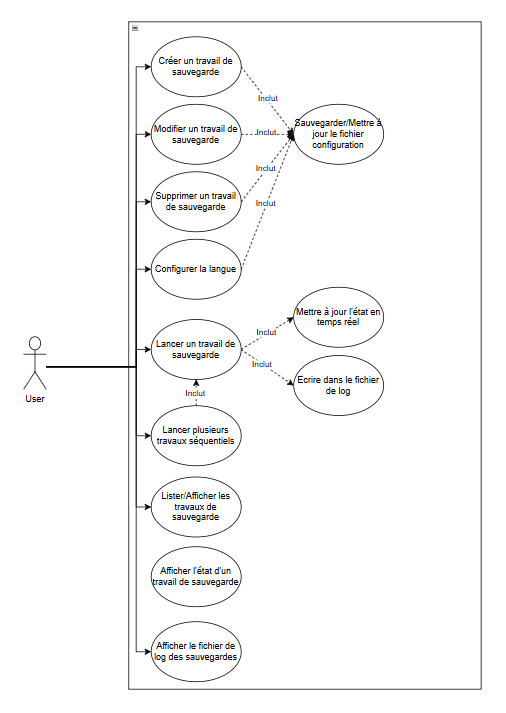 Créer un travail de
sauvegarde
Inclut
Modifier un travail de
sauvegarde
Inclut
Sauvegarder/Mettre à
jour le fichier
configuration
Inclut
Supprimer un travail
de sauvegarde
Inclut
Configurer la langue
Mettre à jour l'état en
temps réel
Inclut
Lancer un travail de
sauvegarde
Inclut
Ecrire dans le fichier
de log
User
Inclut
Lancer plusieurs
travaux séquentiels
Lister/Afficher les
travaux de
sauvegarde
Afficher l'état d'un
travail de sauvegarde
Afficher le fichier de
log des sauvegardes